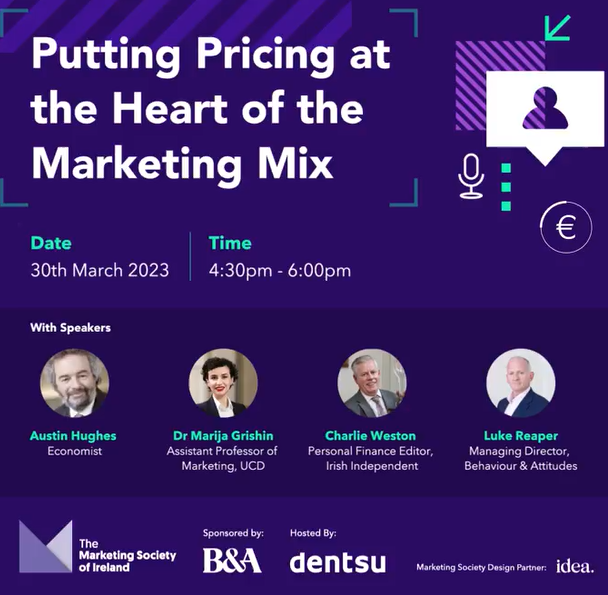 Putting Pricing at
the Heart of the
Marketing Mix
Date
30th March 2023
Time
4:30pm - 6:00pm
€
With Speakers
Austin Hughes
Economist
Dr Marija Grishin
Assistant Professor of
Marketing, UCD
Charlie Weston
Personal Finance Editor,
Irish Independent
Luke Reaper
Managing Director,
Behaviour & Attitudes
The
Marketing Society
of Ireland
Sponsored by:
B&A
Hosted By:
dentsu
Marketing Society Design Partner:
idea.